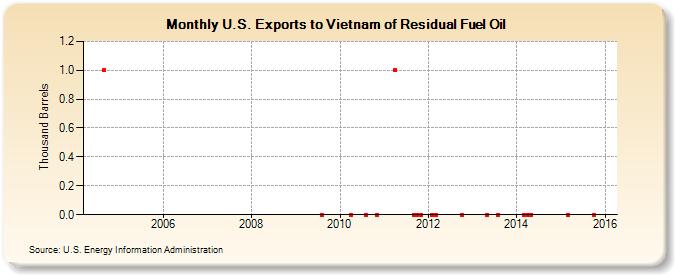 Monthly U.S. Exports to Vietnam of Residual Fuel Oil
Thousand Barrels
1.2
1.0
0.8
0.6
0.4
0.2
0.0
2006 2008 2010 2012 2014 2016
Source: U.S. Energy Information Administration